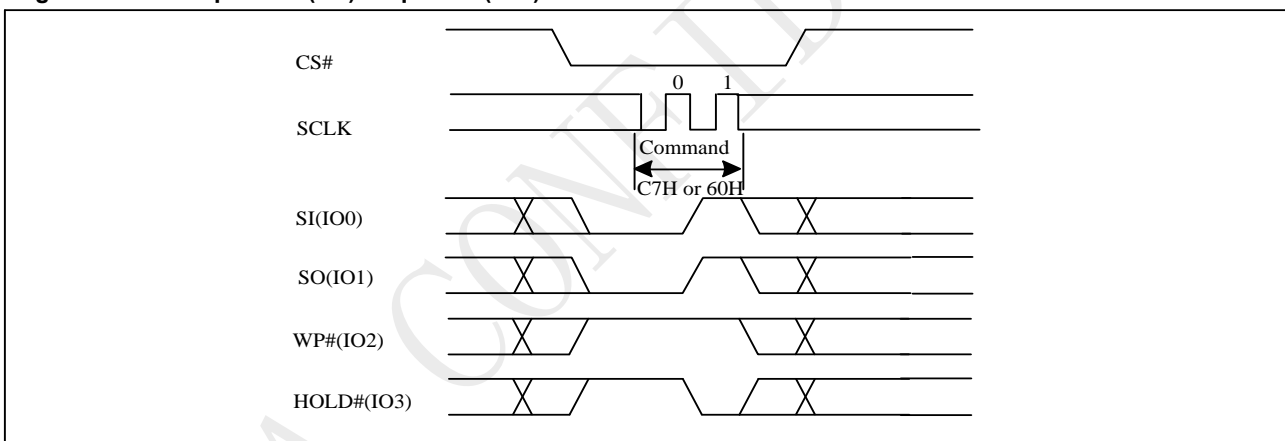 CS#
0 1
SCLK
Command
C7H or 60H
SI(IO0)
SO(IO1)
WP#(IO2)
HOLD#(IO3)